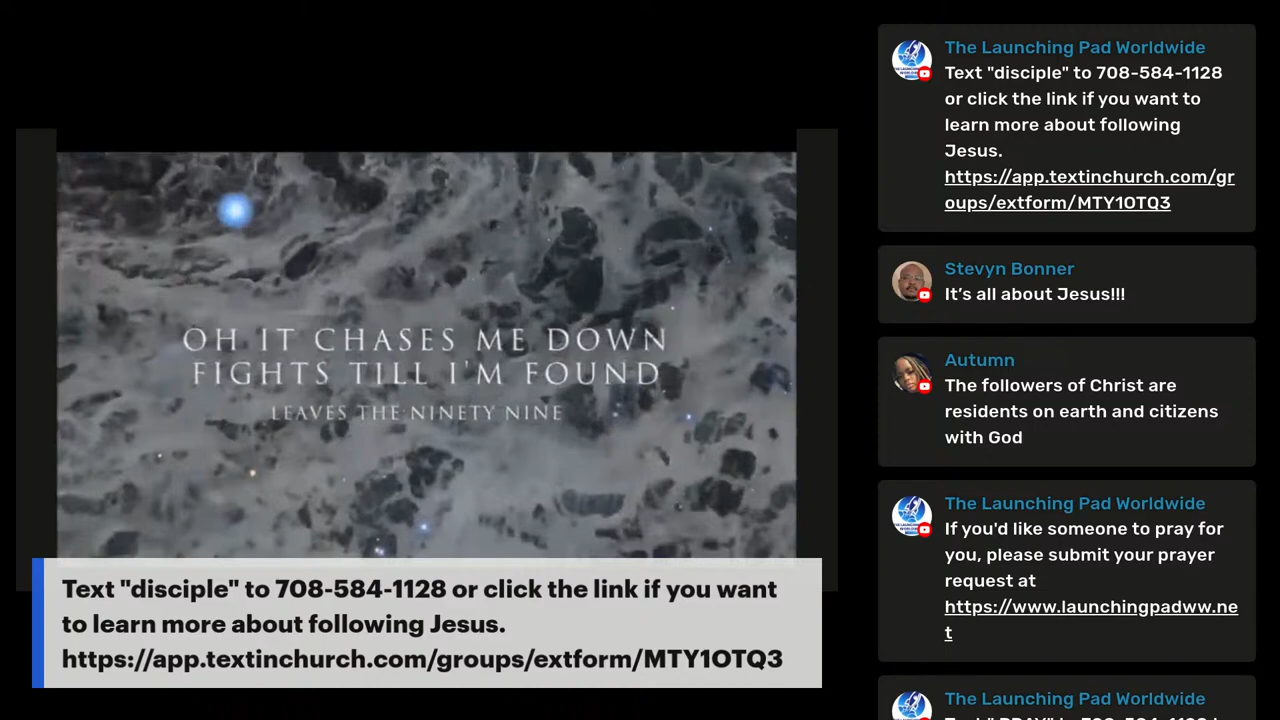 OH IT CHASES ME DOWN
FIGHTS TILL I'M FOUND
LEAVES THE NINETY NINE
Text "disciple" to 708-584-1128 or click the link if you want
to learn more about following Jesus.
https://app.textinchurch.com/groups/extform/MTY1OTQ3
The Launching Pad Worldwide
Text "disciple" to 708-584-1128
or click the link if you want to
learn more about following
Jesus.
https://app.textinchurch.com/gr
oups/extform/MTY1OTQ3
Stevyn Bonner
It's all about Jesus!!!
Autumn
The followers of Christ are
residents on earth and citizens
with God
The Launching Pad Worldwide
If you'd like someone to pray for
you, please submit your prayer
request at
https://www.launchingpadww.ne
t
The Launching Pad Worldwide